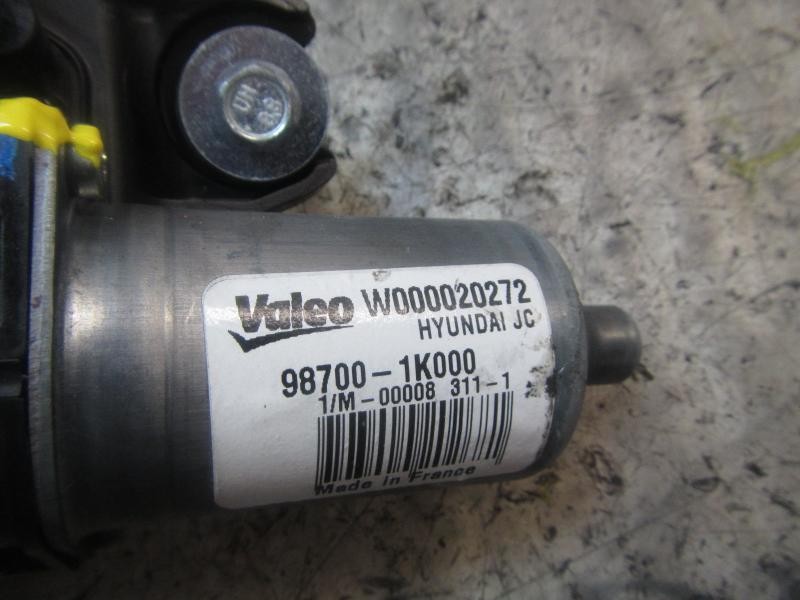 Valeo W000020272
HYUNDAI JC
98700-1K000
1/M-00008 311-1
Made in France